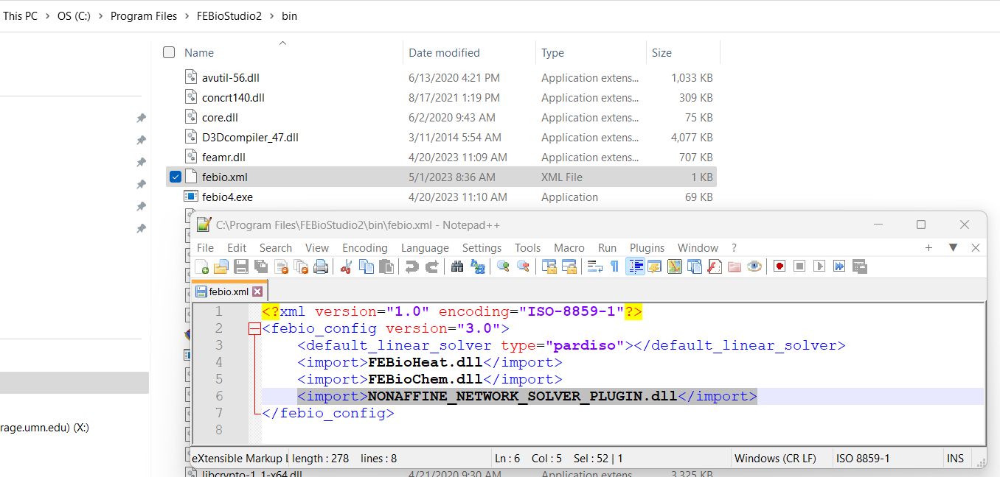 This PC > OS (C:) > Program Files > FEBioStudio2 > bin
Name Date modified Type Size
avutil-56.dll 6/13/2020 4:21 PM Application extens... 1,033 KB
concrt140.dll 8/17/2021 1:19 PM Application extens... 309 KB
core.dll 6/2/2020 9:43 AM Application extens... 75 KB
D3Dcompiler_47.dll 3/11/2014 5:54 AM Application extens... 4,077 KB
feamr.dll 4/20/2023 11:09 AM Application extens... 707 KB
febio.xml 5/1/2023 8:36 AM XML File 1 KB
febio4.exe 4/20/2023 11:10 AM Application 69 KB
C:\Program Files\FEBioStudio2\bin\febio.xml - Notepad++
File Edit Search View Encoding Language Settings Tools Macro Run Plugins Window ?
febio.xml
1 <?xml version="1.0" encoding="ISO-8859-1"?>
2 <febio_config version="3.0">
3 <default_linear_solver type="pardiso"></default_linear_solver>
4 <import>FEBioHeat.dll</import>
5 <import>FEBioChem.dll</import>
6 <import>NONAFFINE_NETWORK_SOLVER_PLUGIN.dll</import>
7 </febio_config>
8
rage.umn.edu) (X:)
eXtensible Markup L length : 278 lines : 8 Ln : 6 Col : 5 Sel : 52 | 1 Windows (CR LF) ISO 8859-1 INS
libcrypto-1_1-x64.dll 4/21/2020 9:30 AM Application extens... 3,325 KB